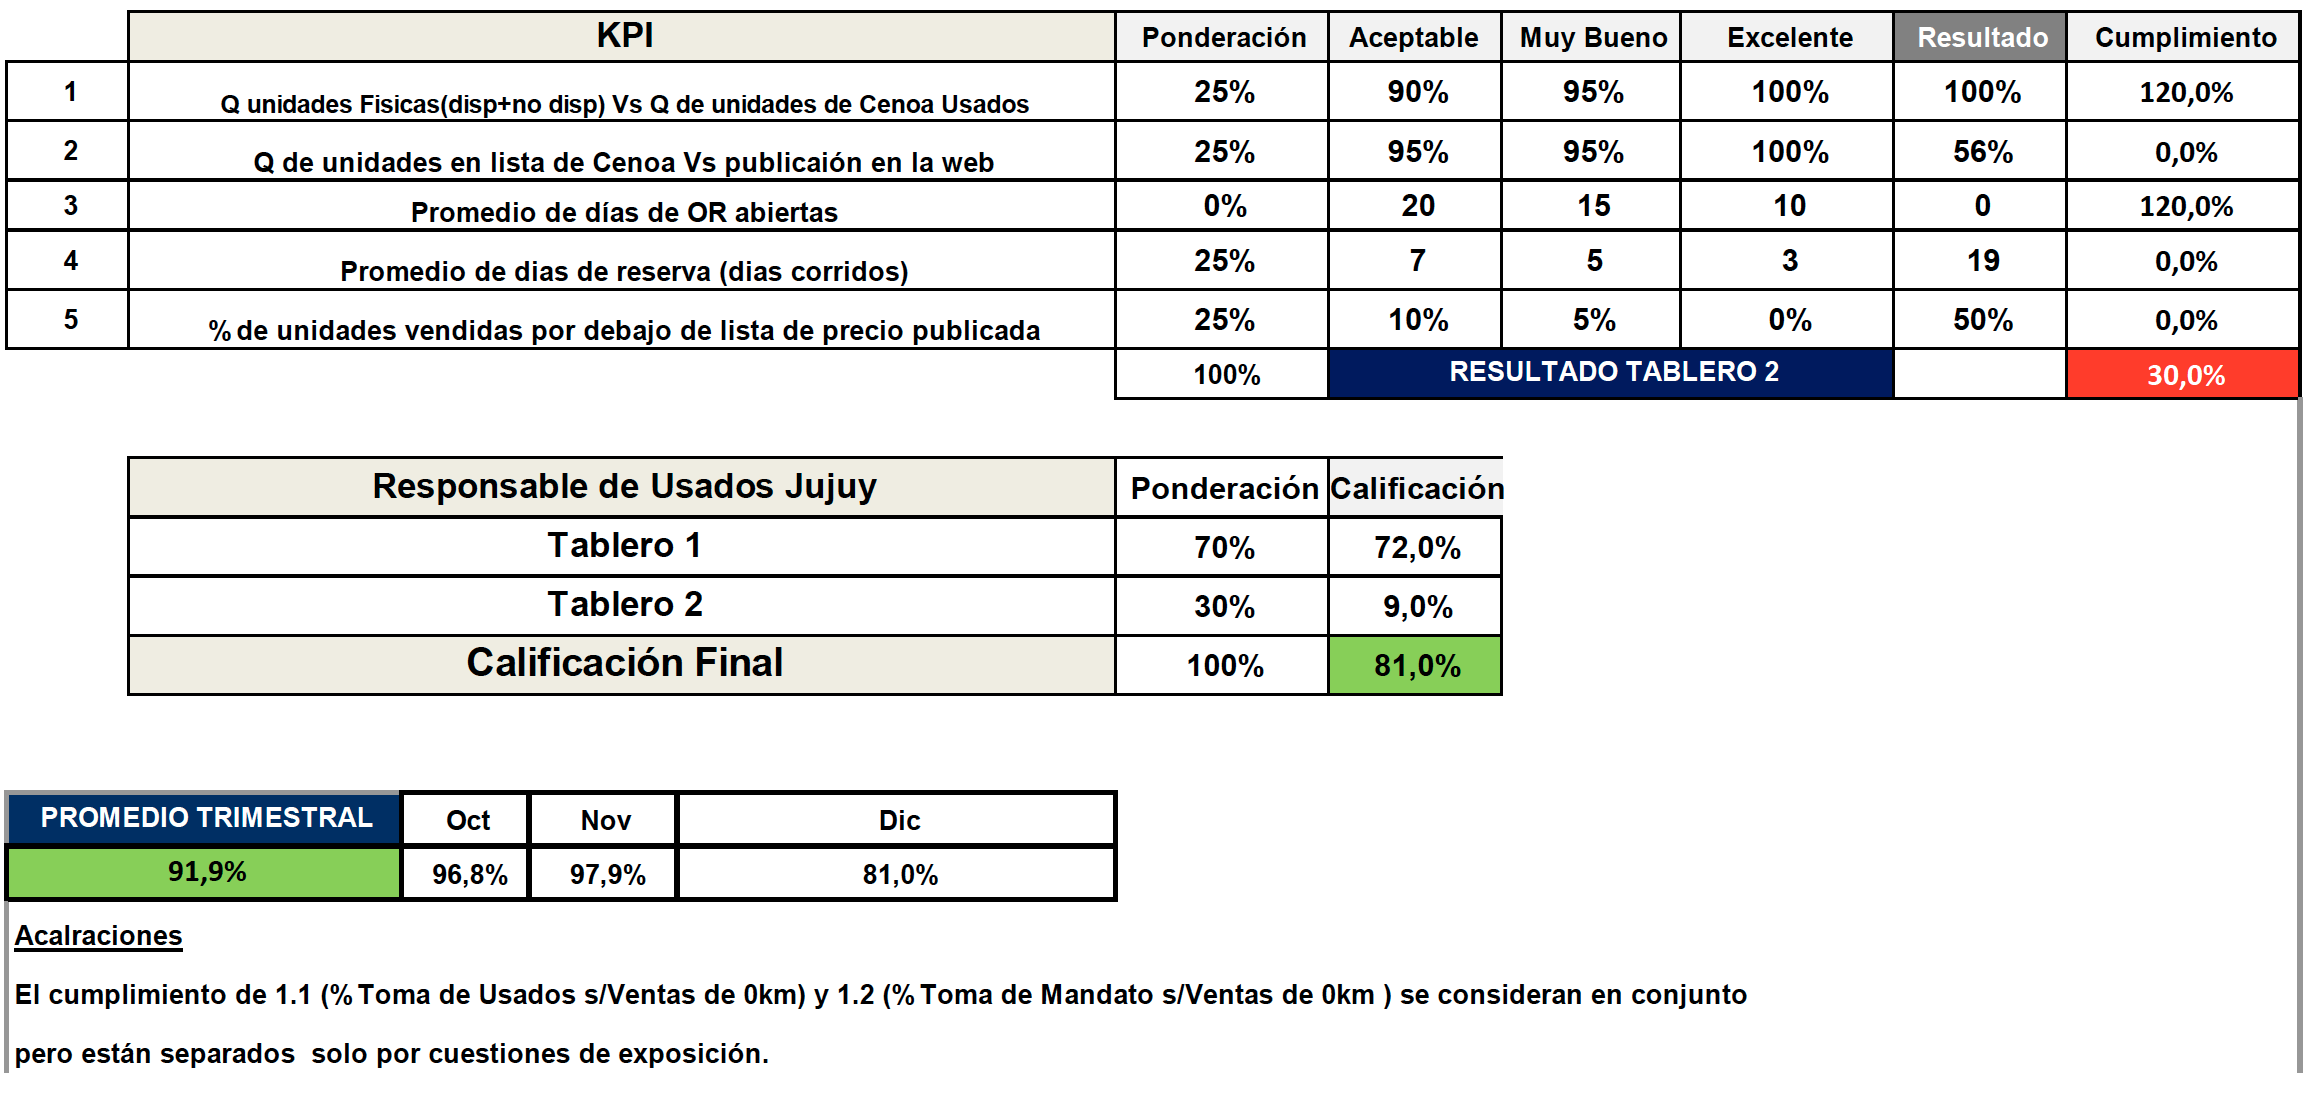 KPI Ponderación Aceptable Muy Bueno Excelente Resultado Cumplimiento
1 Q unidades Fisicas(disp+no disp) Vs Q de unidades de Cenoa Usados 25% 90% 95% 100% 100% 120,0%
2 Q de unidades en lista de Cenoa Vs publicaión en la web 25% 95% 95% 100% 56% 0,0%
3 Promedio de días de OR abiertas 0% 20 15 10 0 120,0%
4 Promedio de dias de reserva (dias corridos) 25% 7 5 3 19 0,0%
5 % de unidades vendidas por debajo de lista de precio publicada 25% 10% 5% 0% 50% 0,0%
100% RESULTADO TABLERO 2 30,0%
Responsable de Usados Jujuy Ponderación Calificación
Tablero 1 70% 72,0%
Tablero 2 30% 9,0%
Calificación Final 100% 81,0%
PROMEDIO TRIMESTRAL Oct Nov Dic
91,9% 96,8% 97,9% 81,0%
Acalraciones
El cumplimiento de 1.1 (% Toma de Usados s/Ventas de 0km) y 1.2 (% Toma de Mandato s/Ventas de 0km ) se consideran en conjunto
pero están separados  solo por cuestiones de exposición.